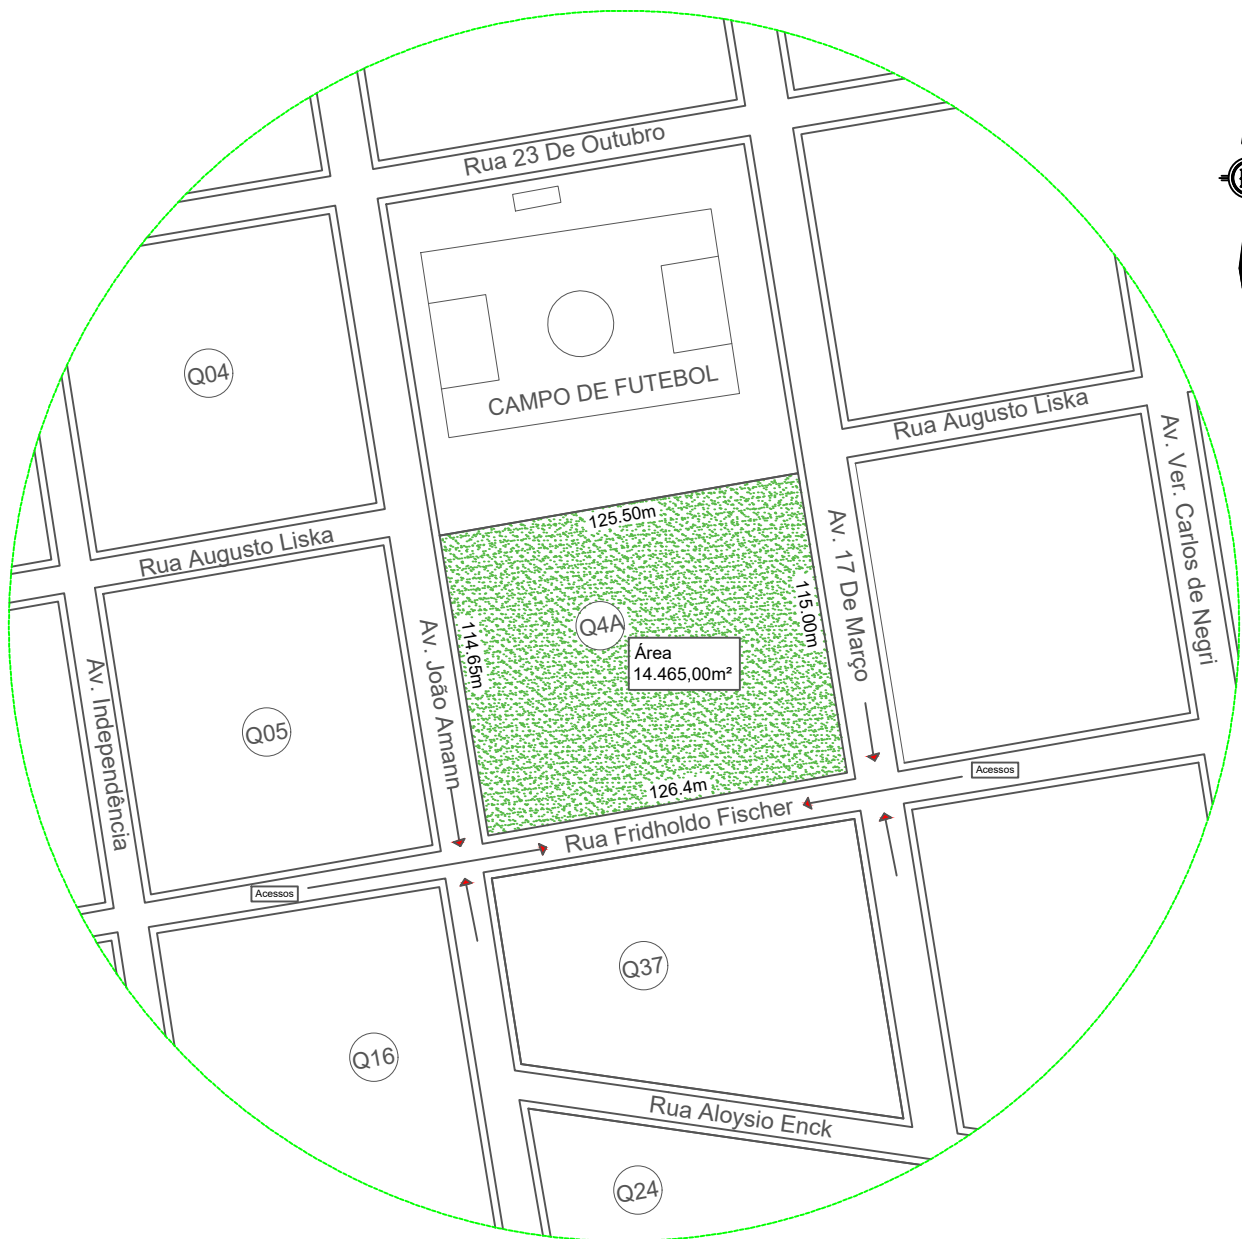 Rua 23 De Outubro
Q04
CAMPO DE FUTEBOL
Rua Augusto Liska
Av. Ver. Carlos de Negri
125.50m
Rua Augusto Liska
Av. 17 De Março
115.00m
Q4A
114.65m
Av. João Amann
Área
14.465,00m²
Av. Independência
Q05
Acessos
126.4m
Rua Fridholdo Fischer
Acessos
Q37
Q16
Rua Aloysio Enck
Q24